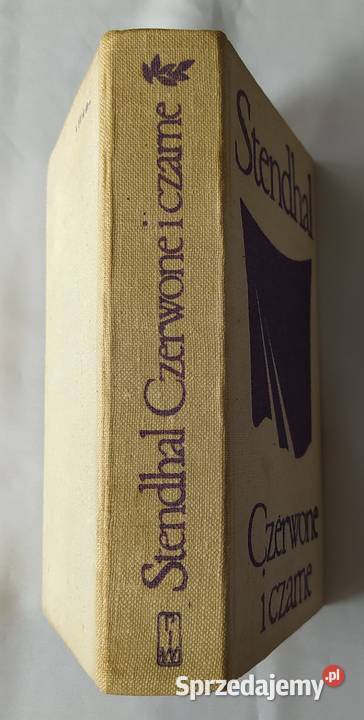 Stendhal Czerwone i czarne
Stendhal
Czerwone
i czarne
Sprzedajemy.pl